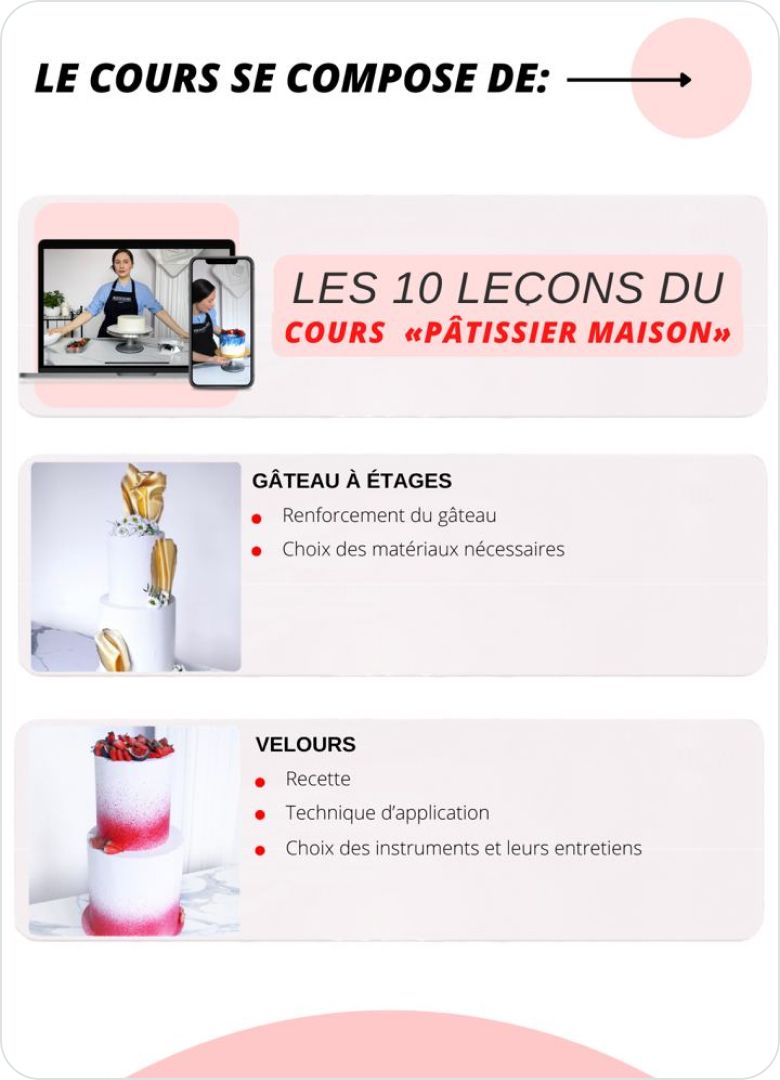 LE COURS SE COMPOSE DE:
LES 10 LEÇONS DU
COURS «PÂTISSIER MAISON»
GÂTEAU À ÉTAGES
Renforcement du gâteau
Choix des matériaux nécessaires
VELOURS
Recette
Technique d’application
Choix des instruments et leurs entretiens